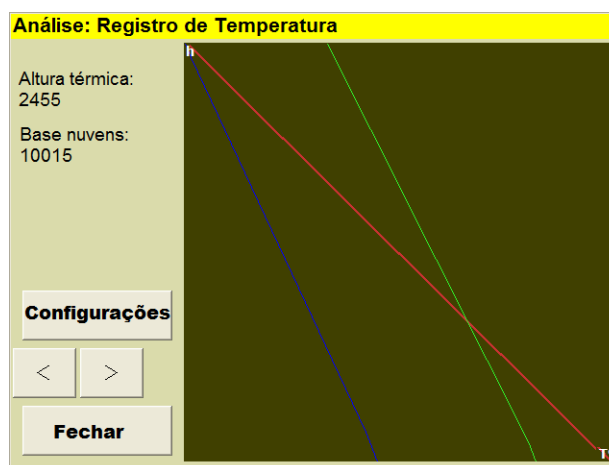 Análise: Registro de Temperatura
h
Altura térmica:
2455
Base nuvens:
10015
Configurações
<
>
Fechar
T